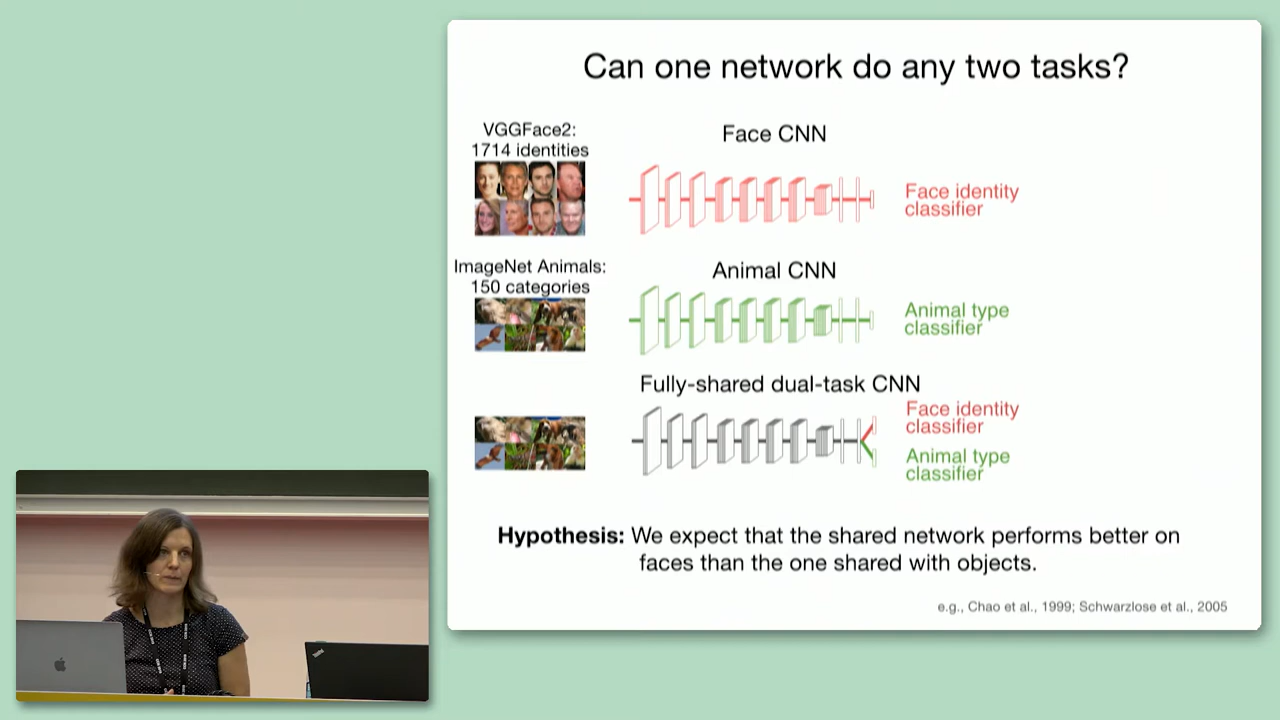 Can one network do any two tasks?
VGGFace2:
1714 identities
Face CNN
Face identity
classifier
ImageNet Animals:
150 categories
Animal CNN
Animal type
classifier
Fully-shared dual-task CNN
Face identity
classifier
Animal type
classifier
Hypothesis: We expect that the shared network performs better on
faces than the one shared with objects.
e.g., Chao et al., 1999; Schwarzlose et al., 2005